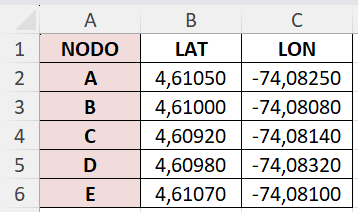 A B C
1 NODO LAT LON
2 A 4,61050 -74,08250
3 B 4,61000 -74,08080
4 C 4,60920 -74,08140
5 D 4,60980 -74,08320
6 E 4,61070 -74,08100